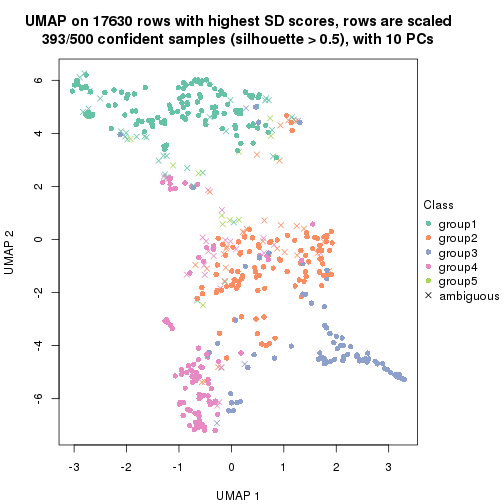 UMAP on 17630 rows with highest SD scores, rows are scaled
393/500 confident samples (silhouette > 0.5), with 10 PCs
6
4
2
0
-2
-4
-6
UMAP 2
-3
-2
-1
0
1
2
3
UMAP 1
Class
group1
group2
group3
group4
group5
ambiguous